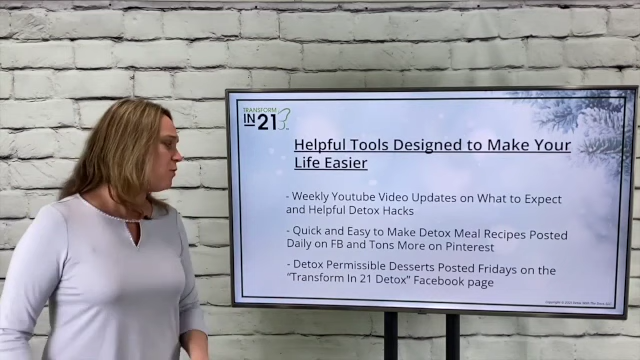 TRANSFORM
IN 21
Helpful Tools Designed to Make Your
Life Easier
- Weekly Youtube Video Updates on What to Expect
and Helpful Detox Hacks
- Quick and Easy to Make Detox Meal Recipes Posted
Daily on FB and Tons More on Pinterest
- Detox Permissible Desserts Posted Fridays on the
“Transform In 21 Detox” Facebook page